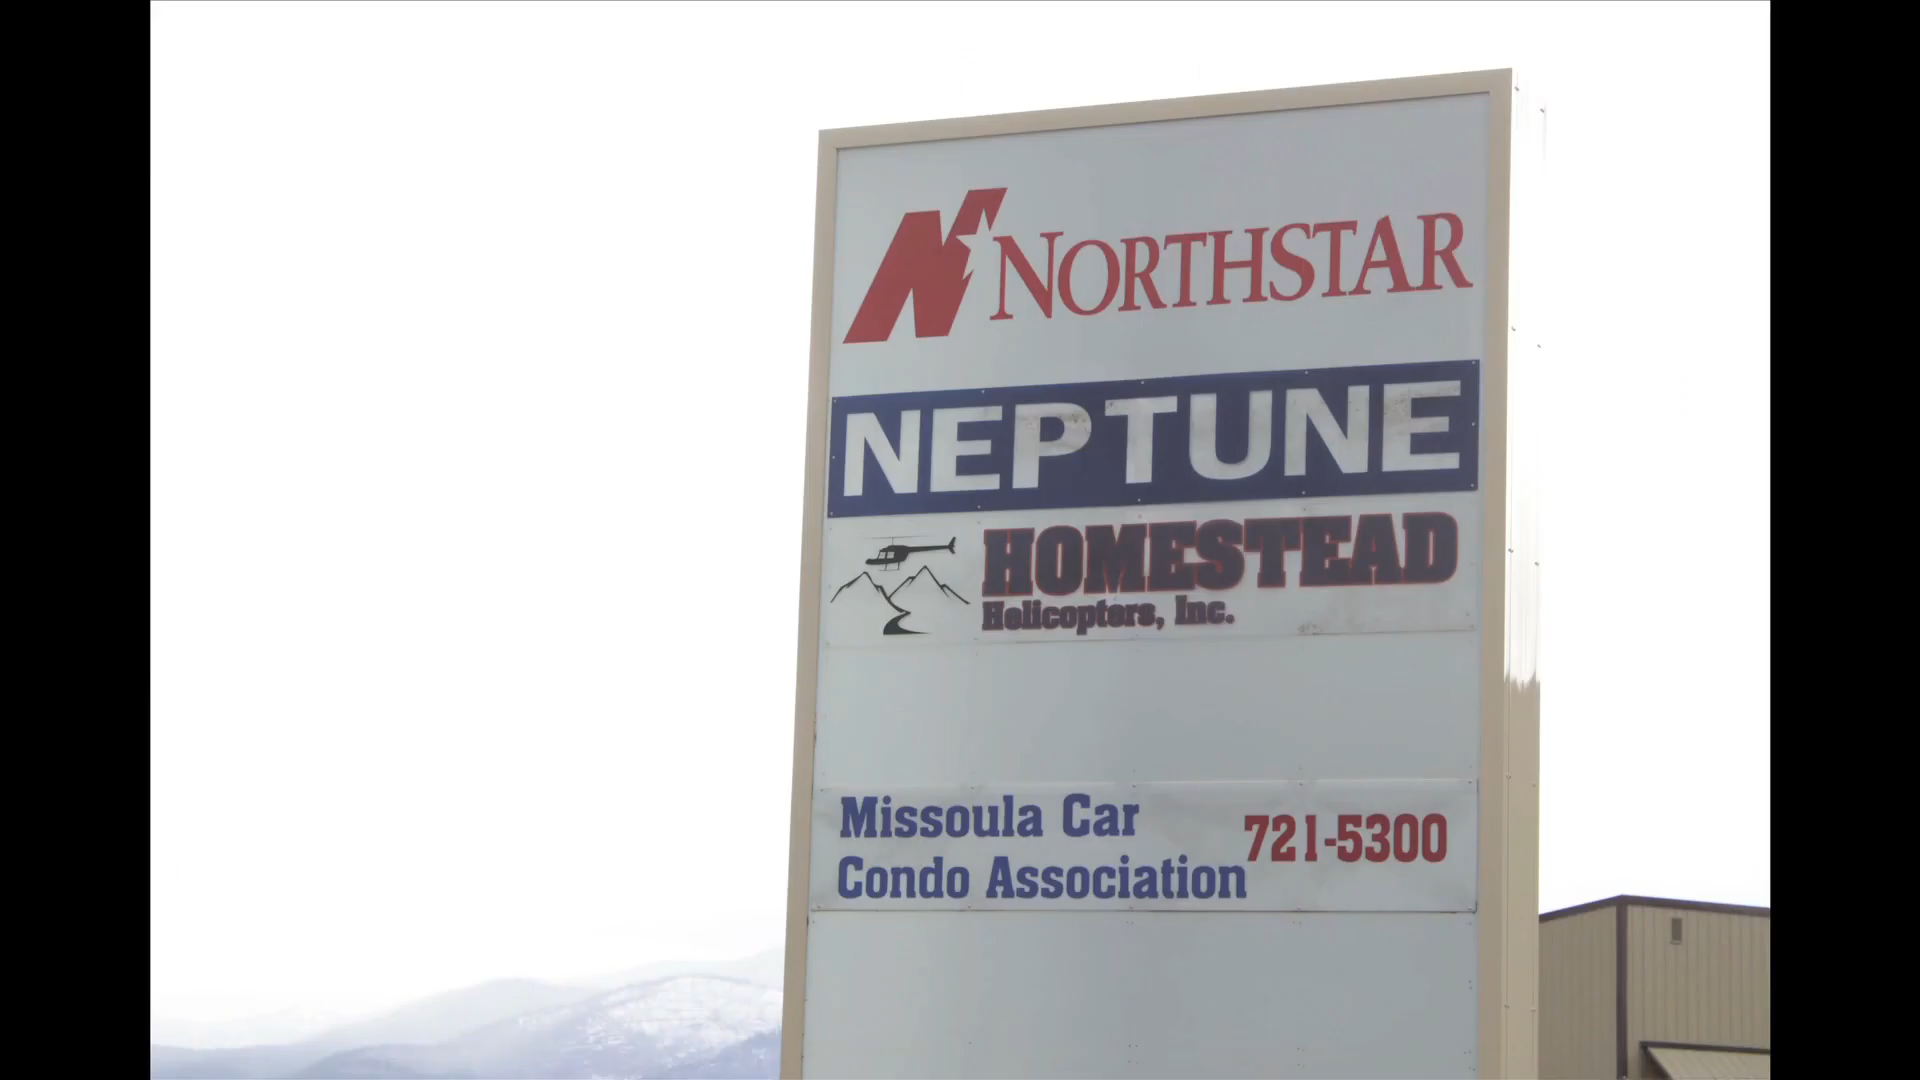 NORTHSTAR
NEPTUNE
HOMESTEAD
Helicopters, Inc.
Missoula Car
Condo Association
721-5300